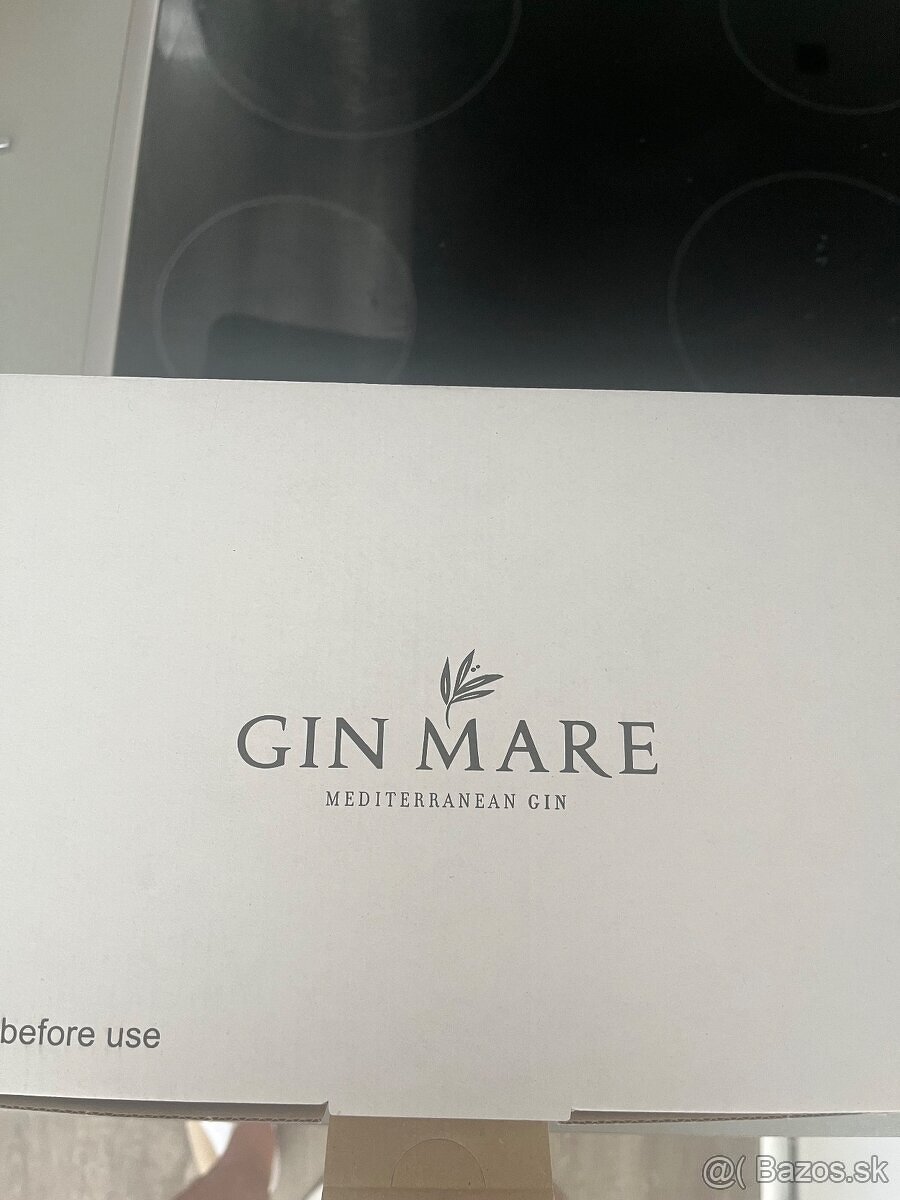 GIN MARE
MEDITERRANEAN GIN
before use
@( Bazos.sk